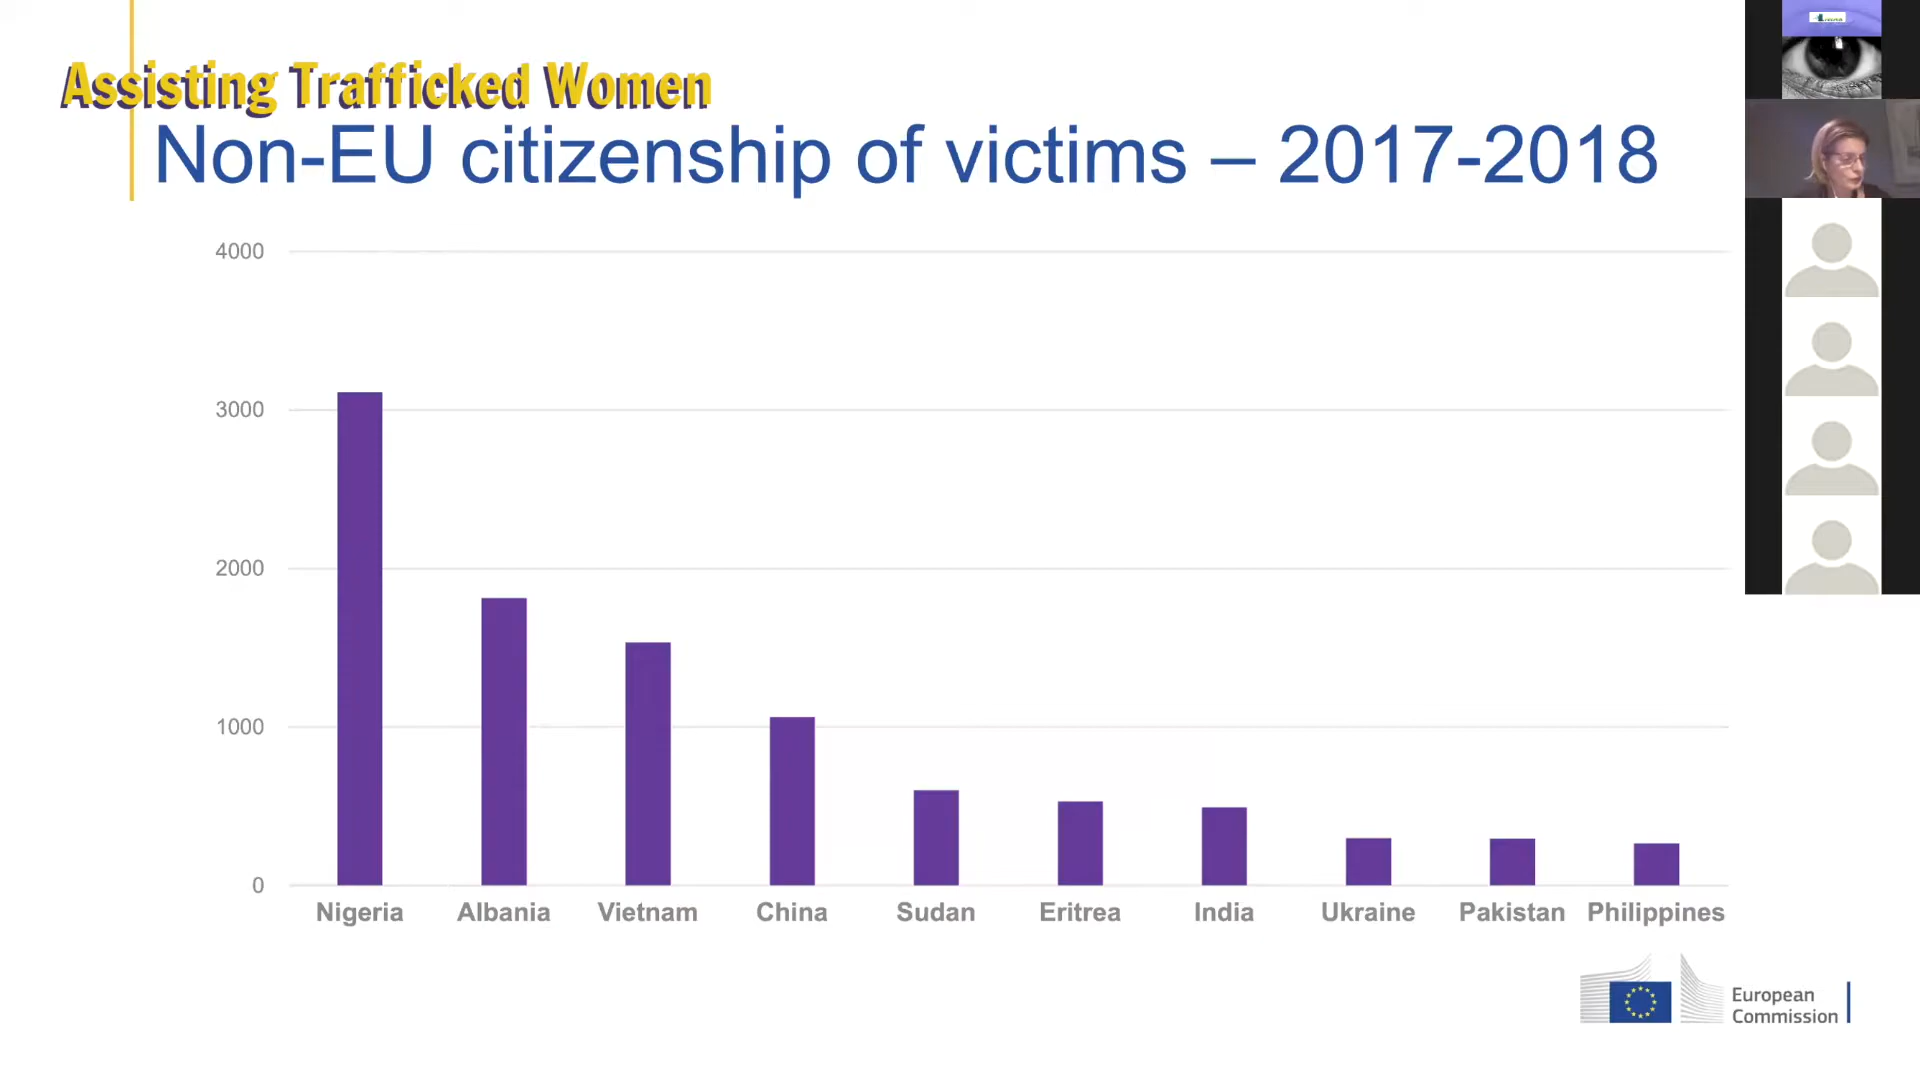 Assisting Trafficked Women
Non-EU citizenship of victims – 2017-2018
4000
3000
2000
1000
0
Nigeria Albania Vietnam China Sudan Eritrea India Ukraine Pakistan Philippines
European
Commission